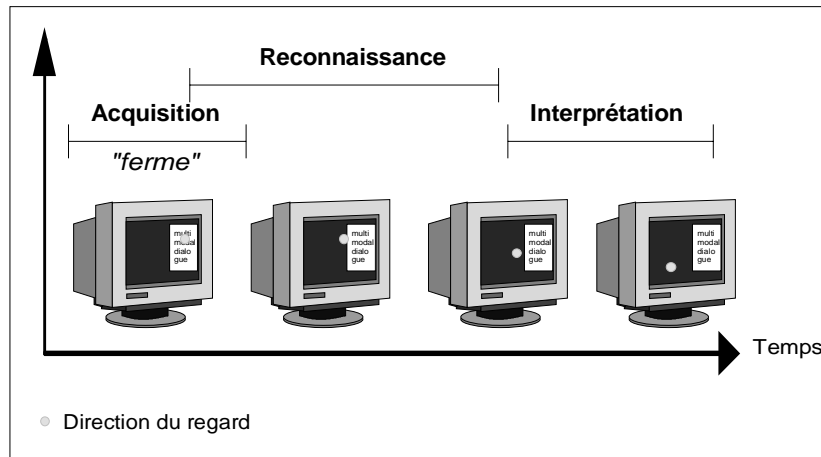 Reconnaissance
Acquisition
Interprétation
"ferme"
multi
modal
dialo
gue
multi
modal
dialo
gue
multi
modal
dialo
gue
multi
modal
dialo
gue
Temps
Direction du regard